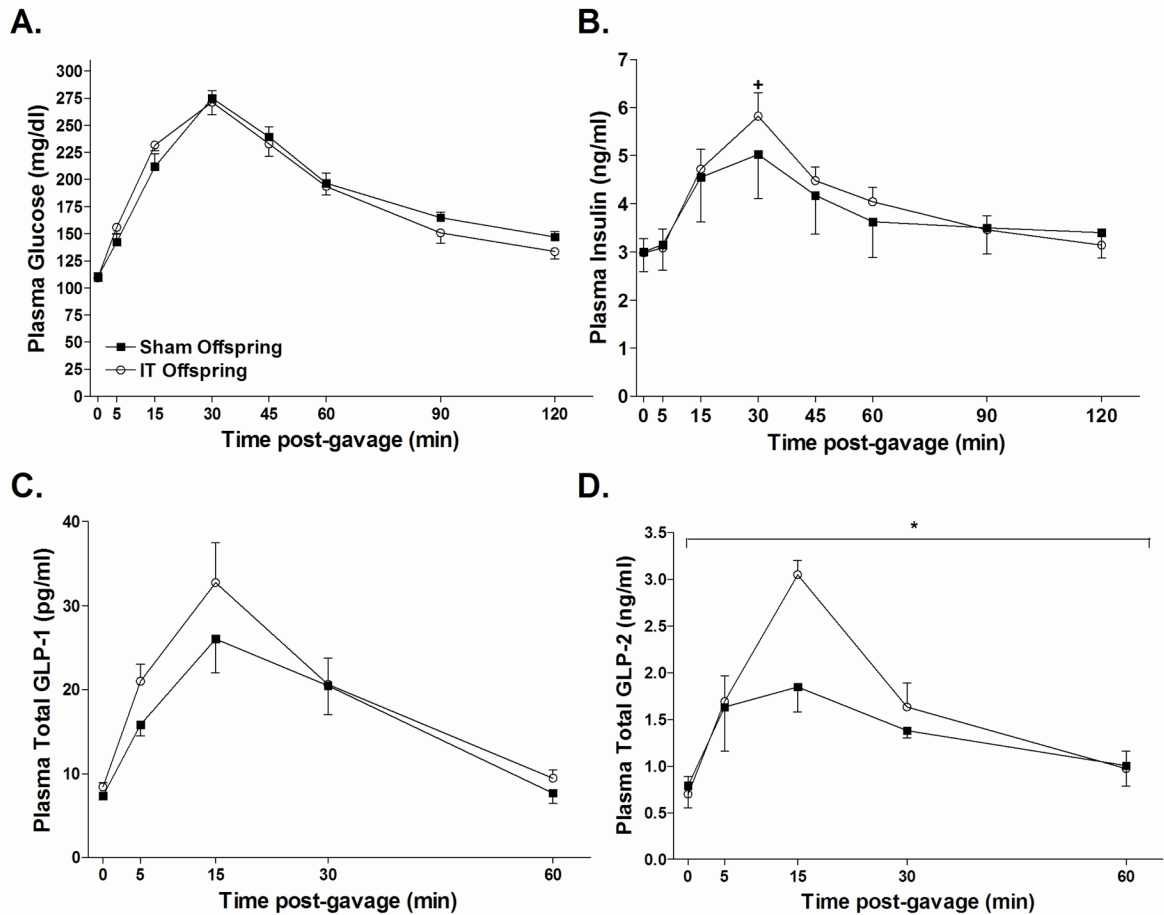 A.
Plasma Glucose (mg/dl)
300
275
250
225
200
175
150
125
100
75
50
25
0
Sham Offspring
IT Offspring
0 5 15 30 45 60 90 120
Time post-gavage (min)
B.
Plasma Insulin (ng/ml)
7
6
5
4
3
2
1
0
+
0 5 15 30 45 60 90 120
Time post-gavage (min)
C.
Plasma Total GLP-1 (pg/ml)
40
30
20
10
0
0 5 15 30 60
Time post-gavage (min)
D.
Plasma Total GLP-2 (ng/ml)
3.5
3.0
2.5
2.0
1.5
1.0
0.5
0.0
*
0 5 15 30 60
Time post-gavage (min)